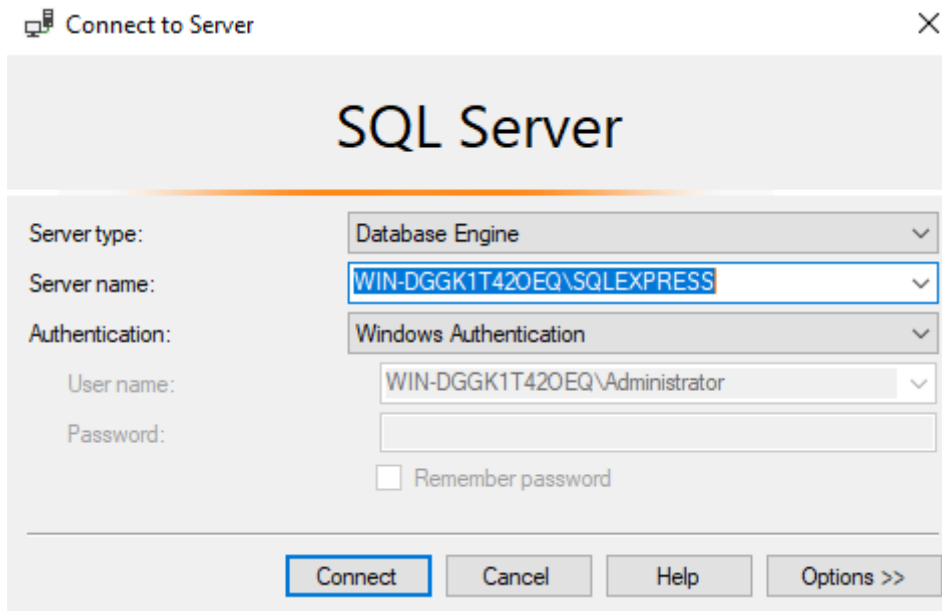 Connect to Server
SQL Server
Server type: Database Engine
Server name: WIN-DGGK1T42OEQ\SQLEXPRESS
Authentication: Windows Authentication
User name: WIN-DGGK1T42OEQ\Administrator
Password:
Remember password
Connect Cancel Help Options >>